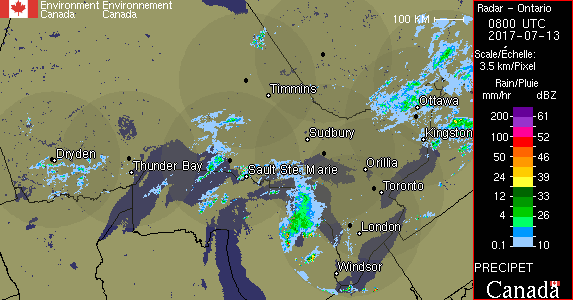 Environment Environnement
Canada Canada
100 KM
Timmins
Ottawa
Kingston
Sudbury
Dryden
Thunder Bay
Sault Ste. Marie
Orillia
Toronto
London
Windsor
Radar - Ontario
0800 UTC
2017-07-13
Scale/Échelle:
3.5 km/Pixel
Rain/Pluie
mm/hr dBZ
200 61
100 52
50 46
24 39
12 33
4 26
2 20
0.1 10
PRECIPET
Canada